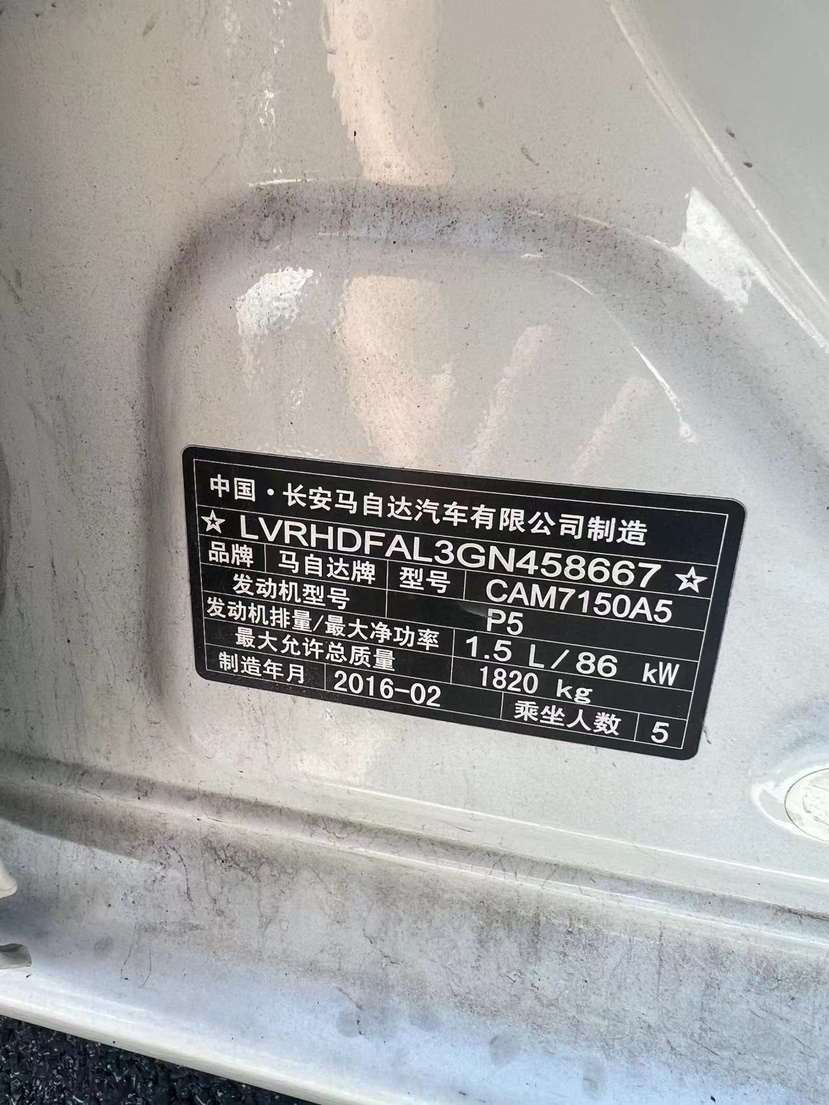 中国·长安马自达汽车有限公司制造
☆LVRHDFAL3GN458667☆
品牌 马自达牌 型号 CAM7150A5
发动机型号 P5
发动机排量/最大净功率 1.5 L/86 kW
最大允许总质量 1820 kg
制造年月 2016-02 乘坐人数 5